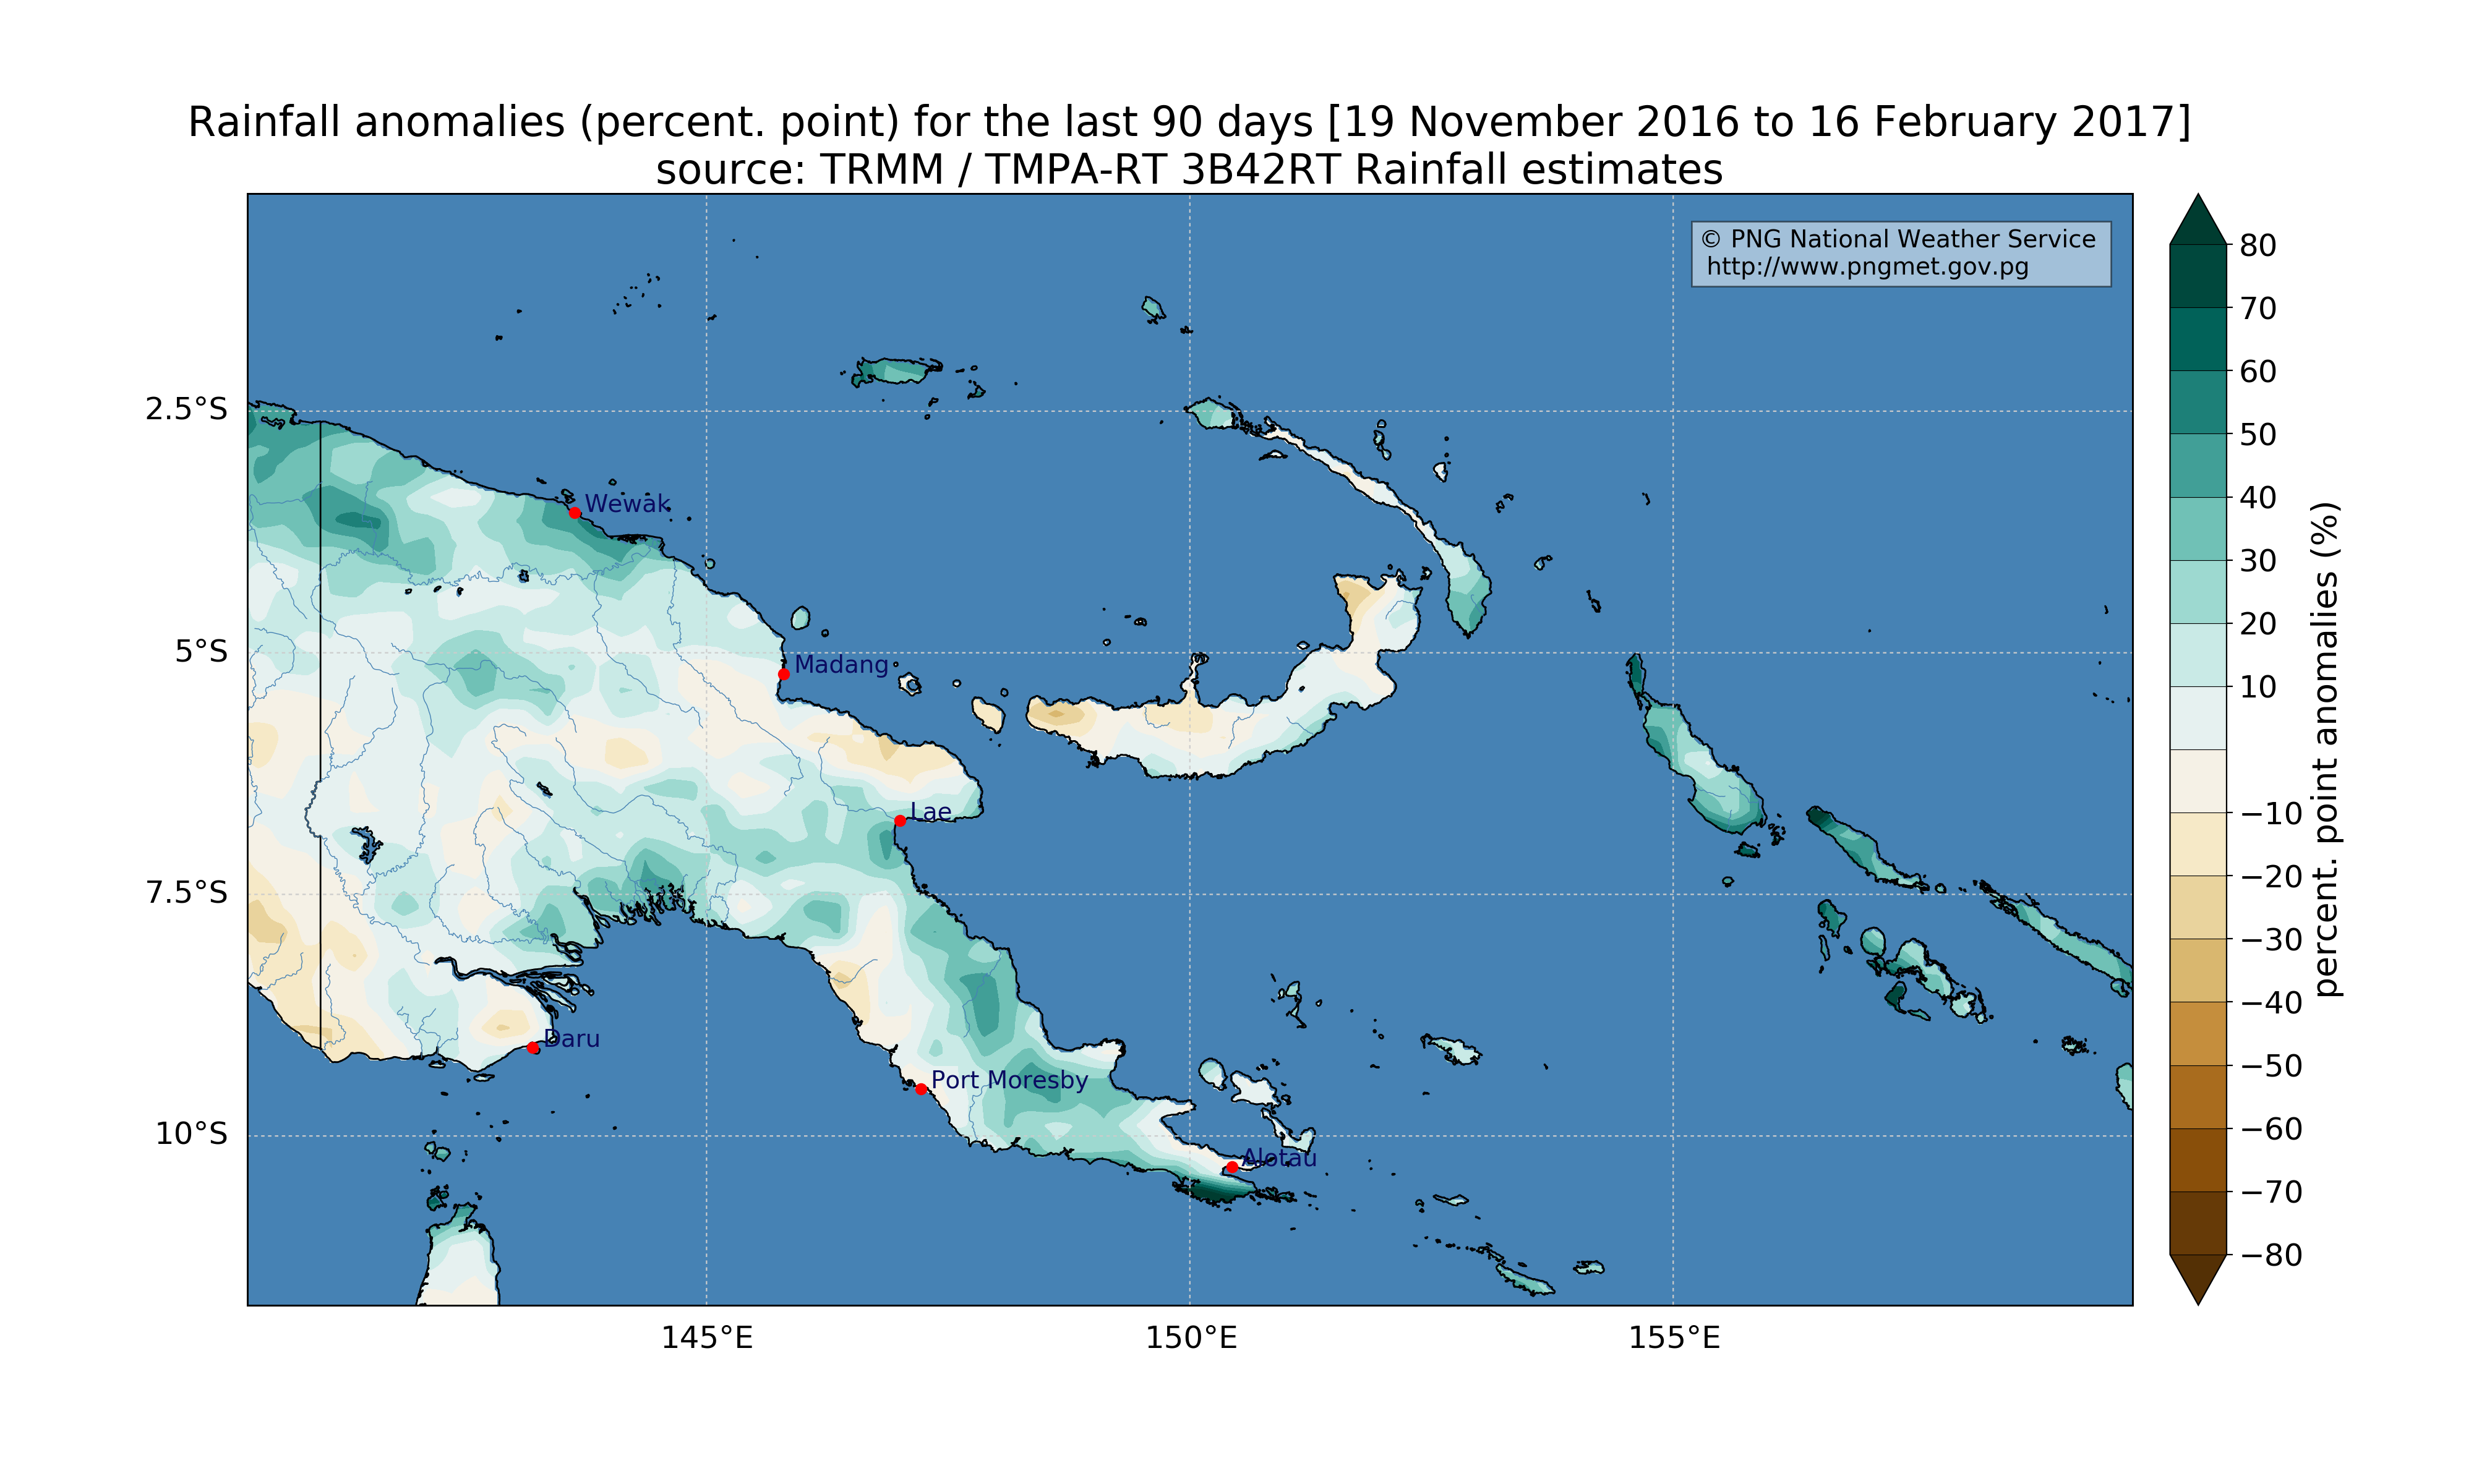 Rainfall anomalies (percent. point) for the last 90 days [19 November 2016 to 16 February 2017]
source: TRMM / TMPA-RT 3B42RT Rainfall estimates
© PNG National Weather Service
http://www.pngmet.gov.pg
2.5°S
5°S
7.5°S
10°S
145°E
150°E
155°E
Wewak
Madang
Lae
Daru
Port Moresby
Alotau
80
70
60
50
40
30
20
10
−10
−20
−30
−40
−50
−60
−70
−80
percent. point anomalies (%)